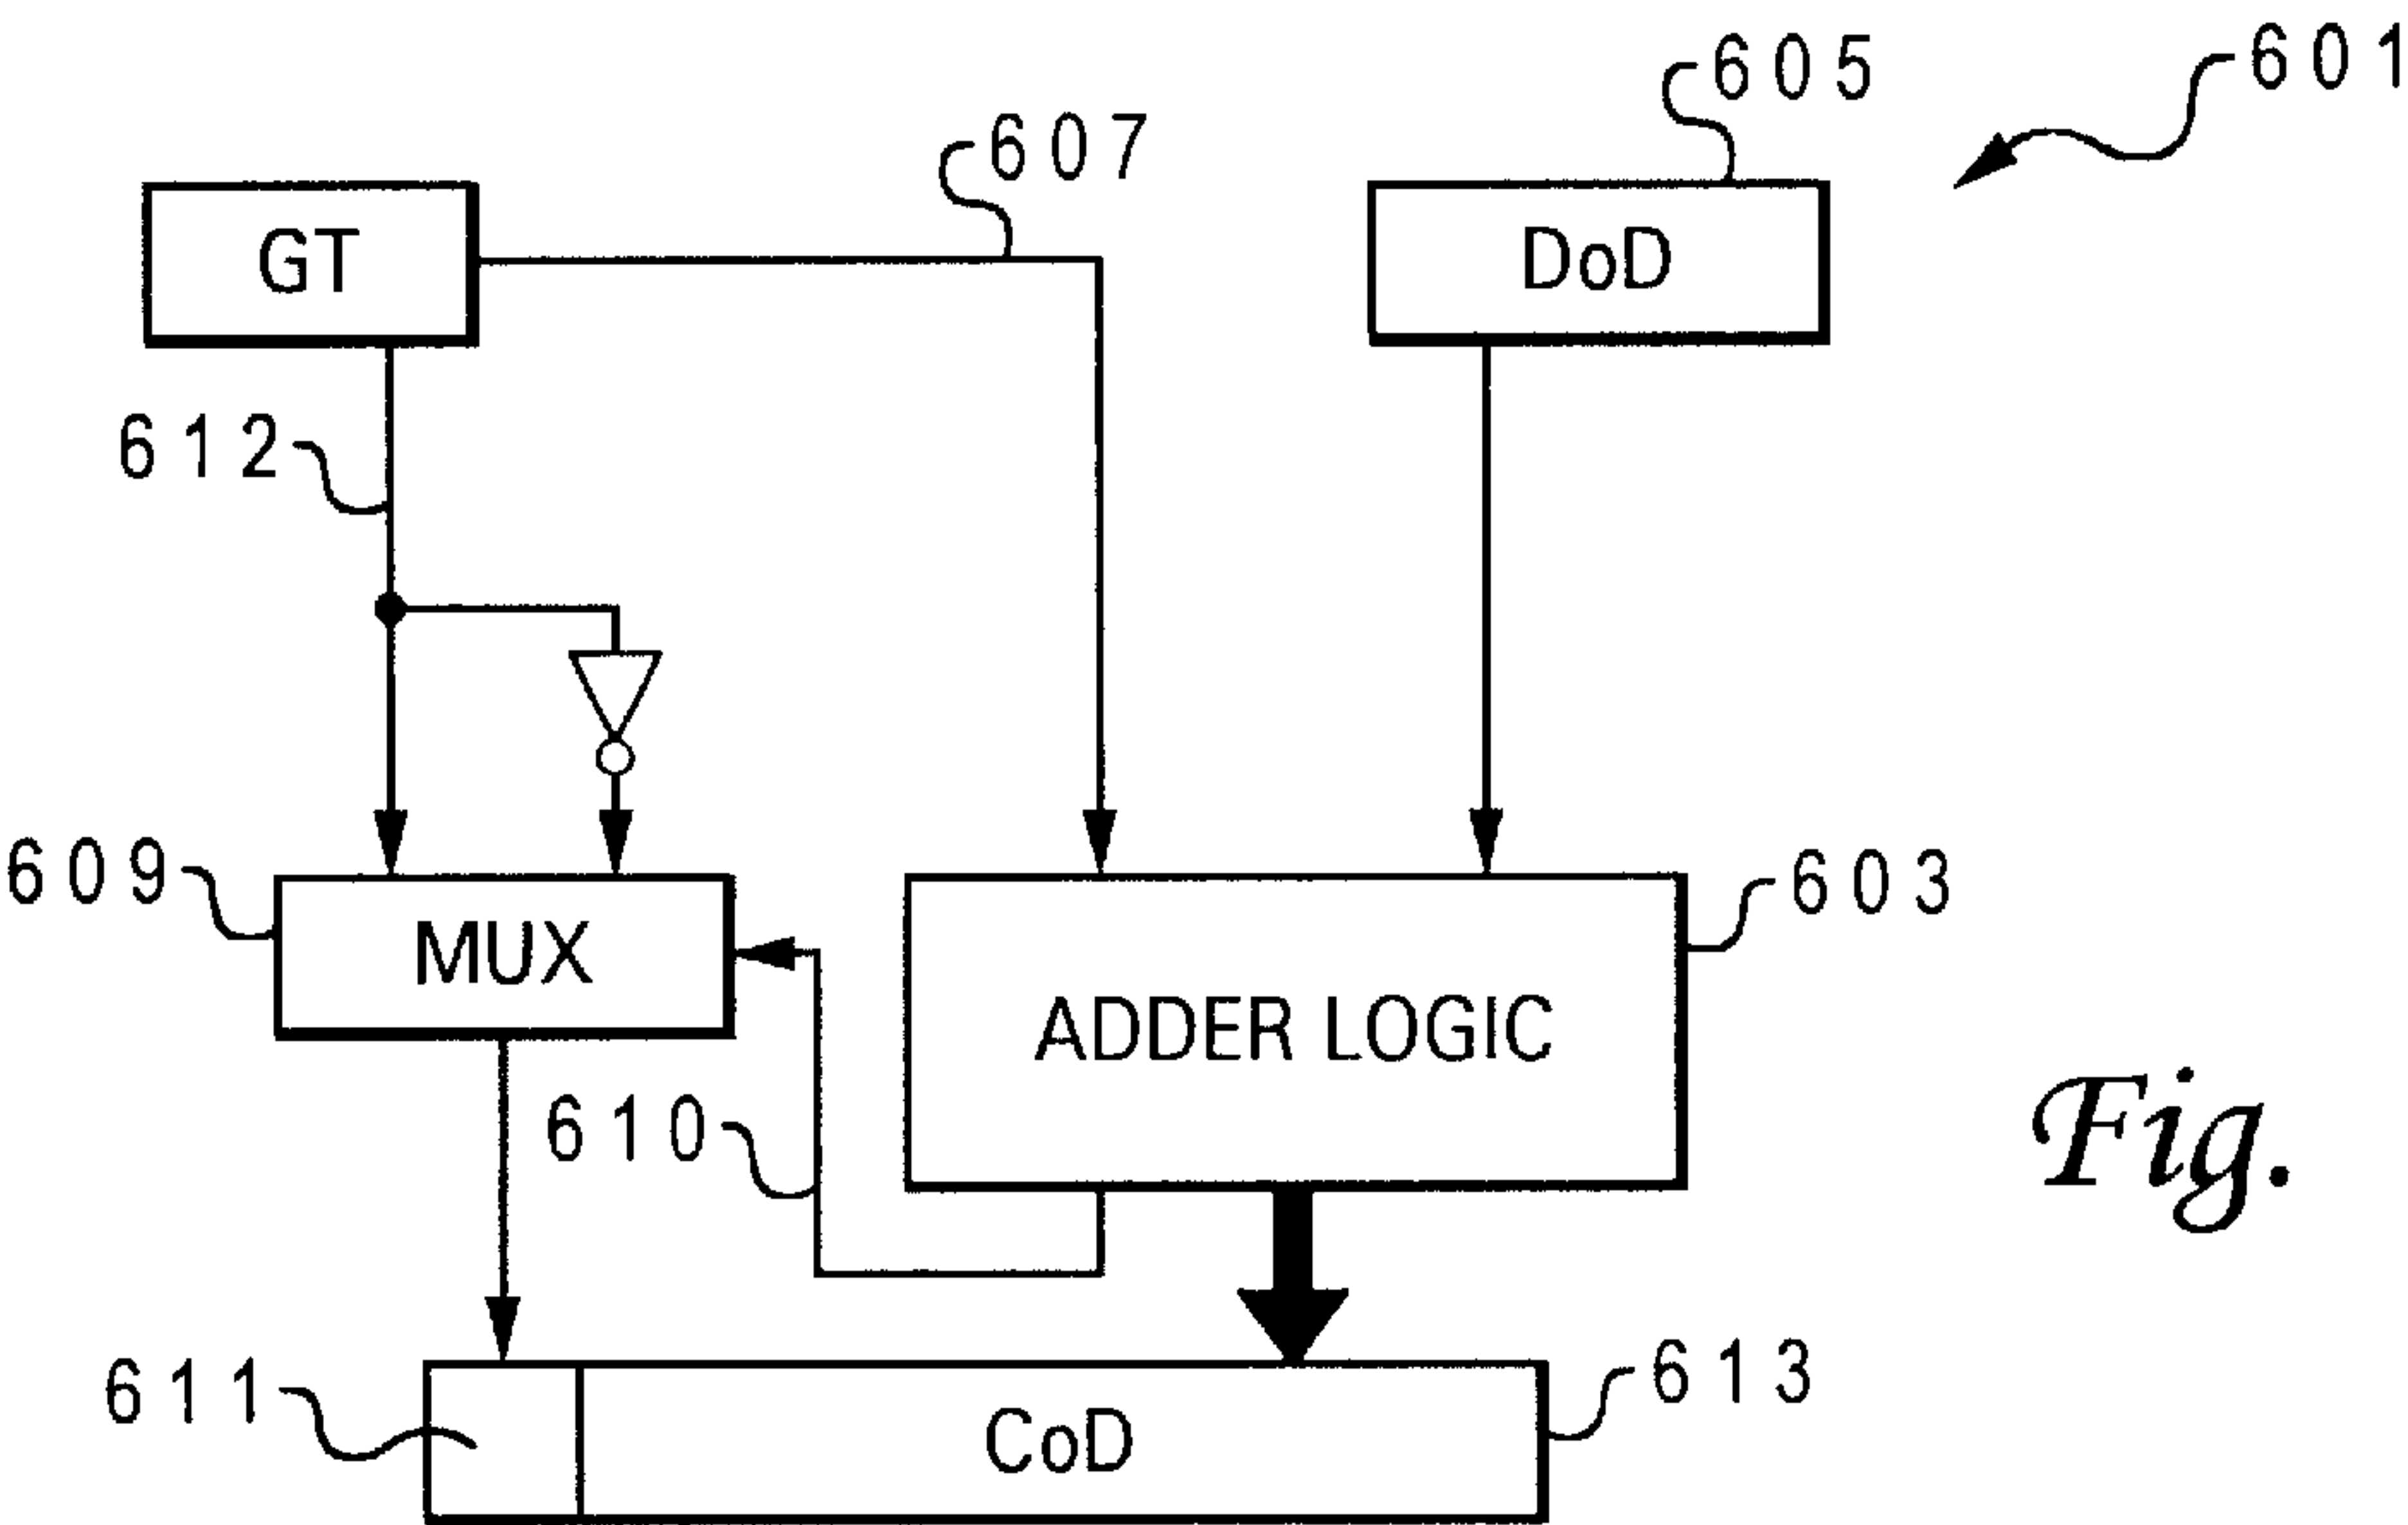 601
605
607
GT
DoD
612
609
603
MUX
ADDER LOGIC
610
Fig.
611
613
CoD